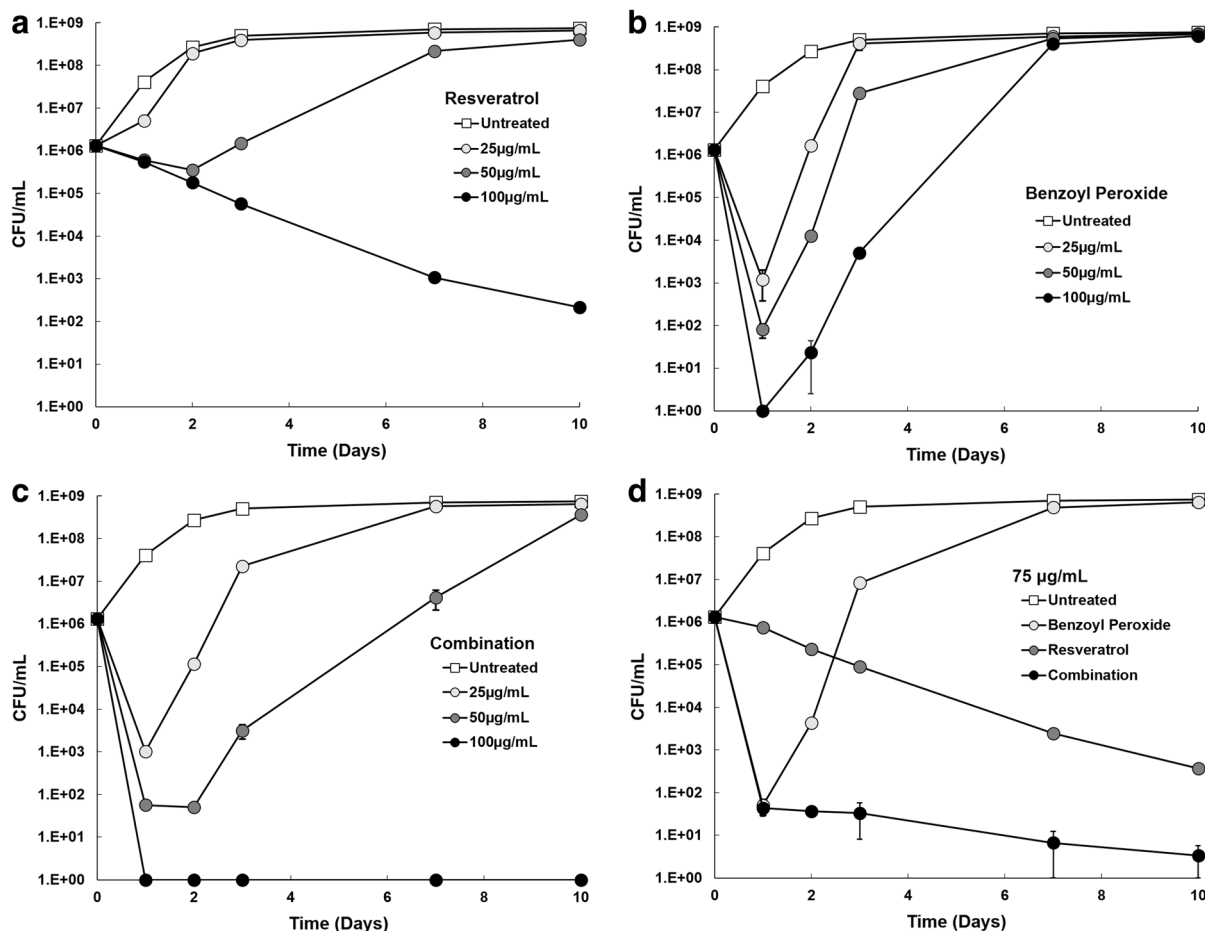 a
1.E+09
1.E+08
1.E+07
1.E+06
1.E+05
1.E+04
1.E+03
1.E+02
1.E+01
1.E+00
CFU/mL
Resveratrol
Untreated
25µg/mL
50µg/mL
100µg/mL
0 2 4 6 8 10
Time (Days)
b
1.E+09
1.E+08
1.E+07
1.E+06
1.E+05
1.E+04
1.E+03
1.E+02
1.E+01
1.E+00
CFU/mL
Benzoyl Peroxide
Untreated
25µg/mL
50µg/mL
100µg/mL
0 2 4 6 8 10
Time (Days)
c
1.E+09
1.E+08
1.E+07
1.E+06
1.E+05
1.E+04
1.E+03
1.E+02
1.E+01
1.E+00
CFU/mL
Combination
Untreated
25µg/mL
50µg/mL
100µg/mL
0 2 4 6 8 10
Time (Days)
d
1.E+09
1.E+08
1.E+07
1.E+06
1.E+05
1.E+04
1.E+03
1.E+02
1.E+01
1.E+00
CFU/mL
75 µg/mL
Untreated
Benzoyl Peroxide
Resveratrol
Combination
0 2 4 6 8 10
Time (Days)